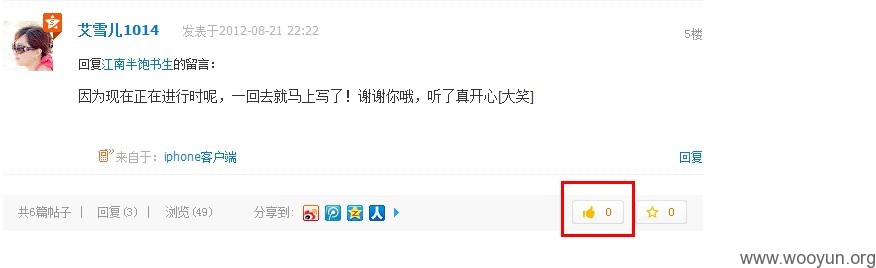 艾雪儿1014 发表于2012-08-21 22:22 5楼
回复江南半饱书生的留言：
因为现在正在进行时呢，一回去就马上写了！谢谢你哦，听了真开心[大笑]
来自于：iphone客户端 回复
共6篇帖子 | 回复(3) | 浏览(49) 分享到: 0 0
www.wooyun.org